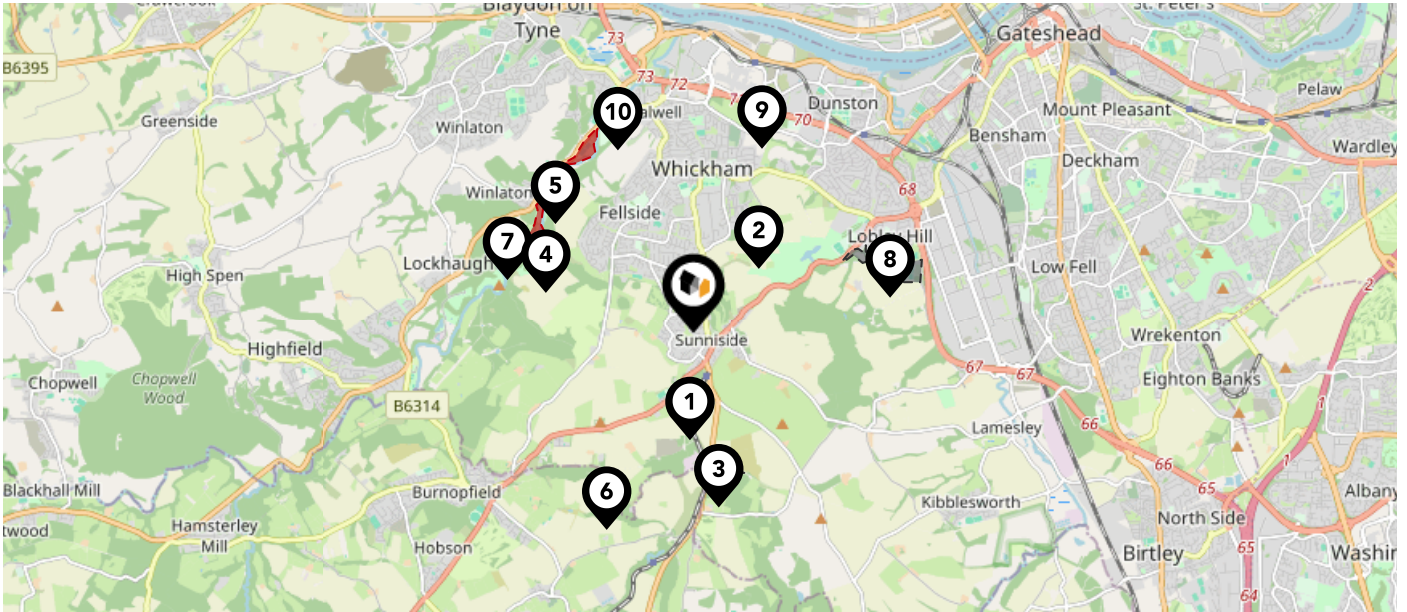 Blaydon on
Tyne
St. Peter's
Gateshead
B6395
73
73
72
70
Dunston
Pelaw
Greenside
10
9
Mount Pleasant
Winlaton
Bensham
Wardley
Whickham
Deckham
5
68
Winlaton
Fellside
2
Lobley Hill
7
4
8
Lockhaugh
High Spen
Low Fell
2
Sunniside
Wrekenton
Highfield
67
67
Eighton Banks
Chopwell
Chopwell
Wood
1
B6314
1
66
Lamesley
66
1
3
65
Blackhall Mill
Burnopfield
6
Kibblesworth
Albany
North Side
Hamsterley
Mill
Hobson
65
Birtley
64